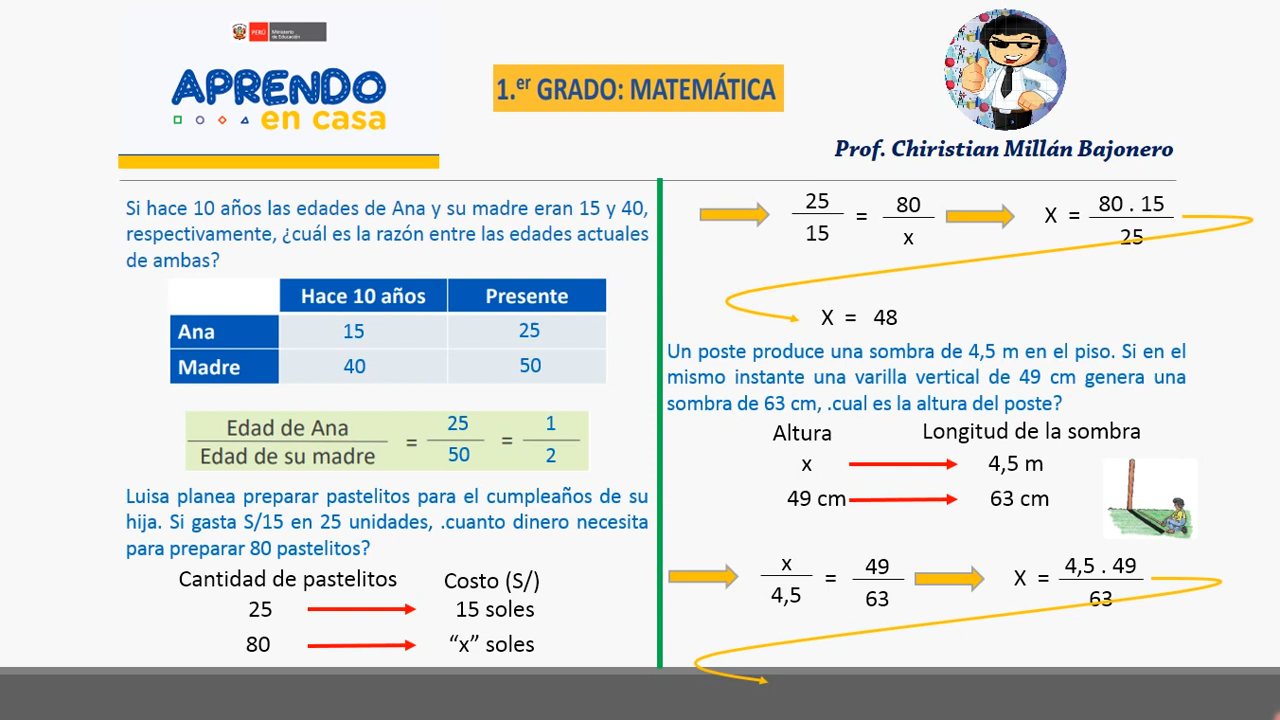 PERÚ
Ministerio
de Educación
APRENDO
en casa
1.er GRADO: MATEMÁTICA
Prof. Chiristian Millán Bajonero
Si hace 10 años las edades de Ana y su madre eran 15 y 40,
respectivamente, ¿cuál es la razón entre las edades actuales
de ambas?
Hace 10 años Presente
Ana 15 25
Madre 40 50
Edad de Ana / Edad de su madre = 25/50 = 1/2
Luisa planea preparar pastelitos para el cumpleaños de su
hija. Si gasta S/15 en 25 unidades, .cuanto dinero necesita
para preparar 80 pastelitos?
Cantidad de pastelitos Costo (S/)
25 15 soles
80 “x” soles
25/15 = 80/x X = 80 . 15/25
X = 48
Un poste produce una sombra de 4,5 m en el piso. Si en el
mismo instante una varilla vertical de 49 cm genera una
sombra de 63 cm, .cual es la altura del poste?
Altura Longitud de la sombra
x 4,5 m
49 cm 63 cm
x/4,5 = 49/63 X = 4,5 . 49/63